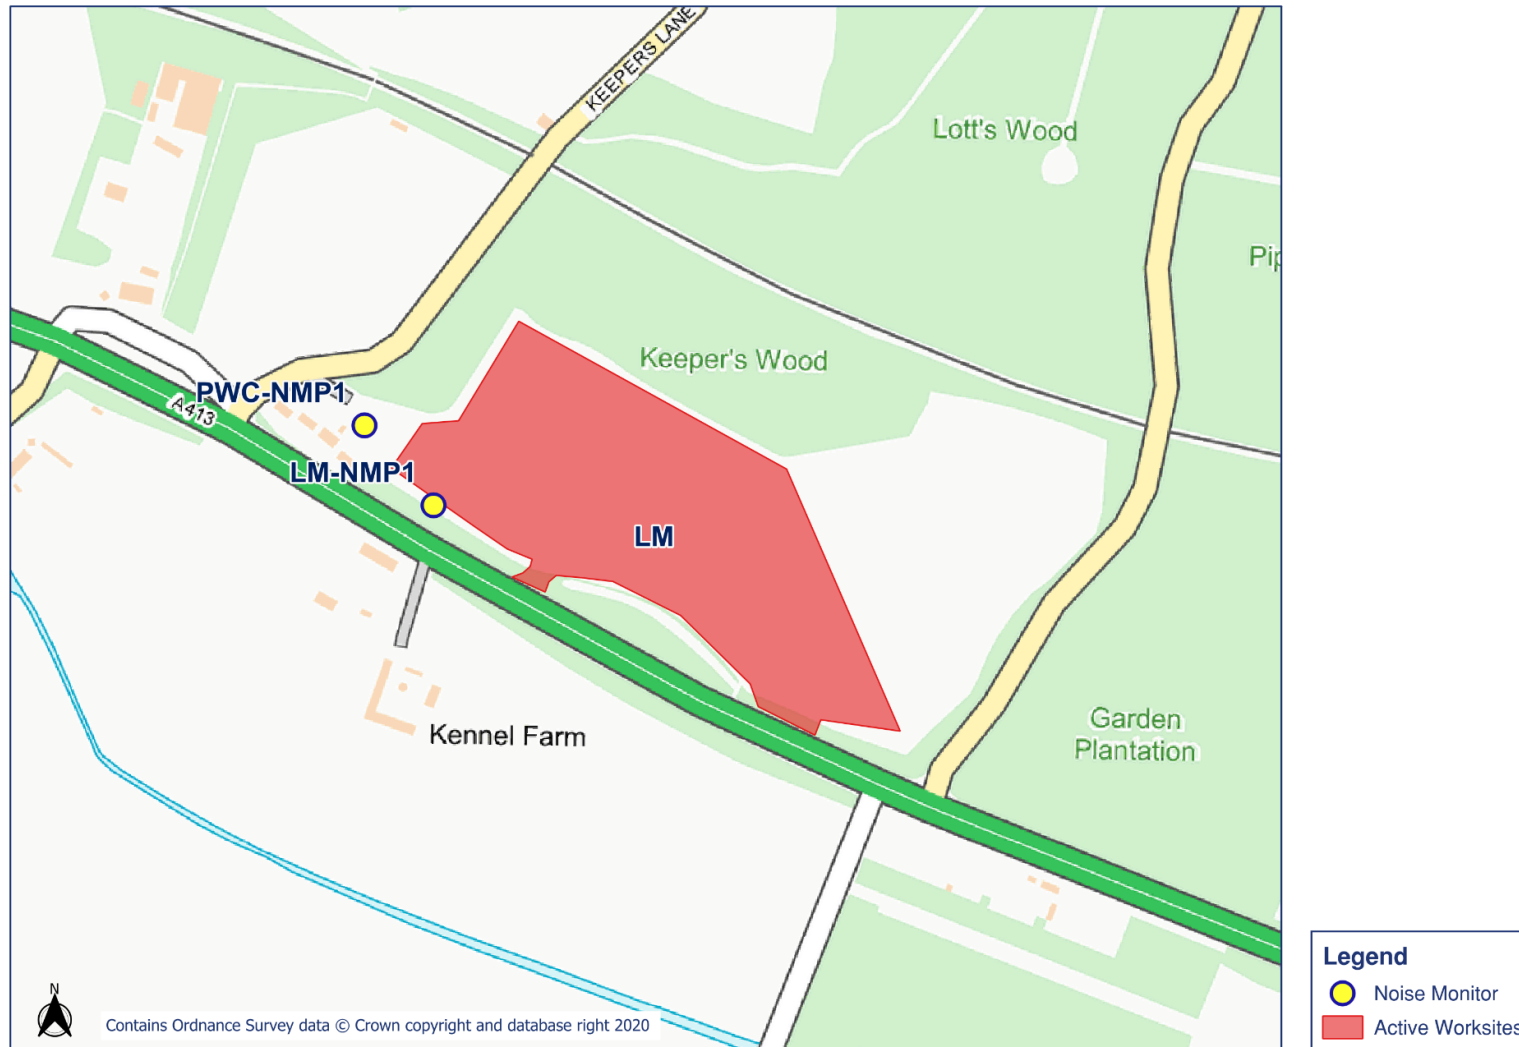 KEEPERS LANE
Lott's Wood
Pip
Keeper's Wood
PWC-NMP1
A413
LM-NMP1
LM
Kennel Farm
Garden
Plantation
N
Contains Ordnance Survey data © Crown copyright and database right 2020
Legend
Noise Monitor
Active Worksites